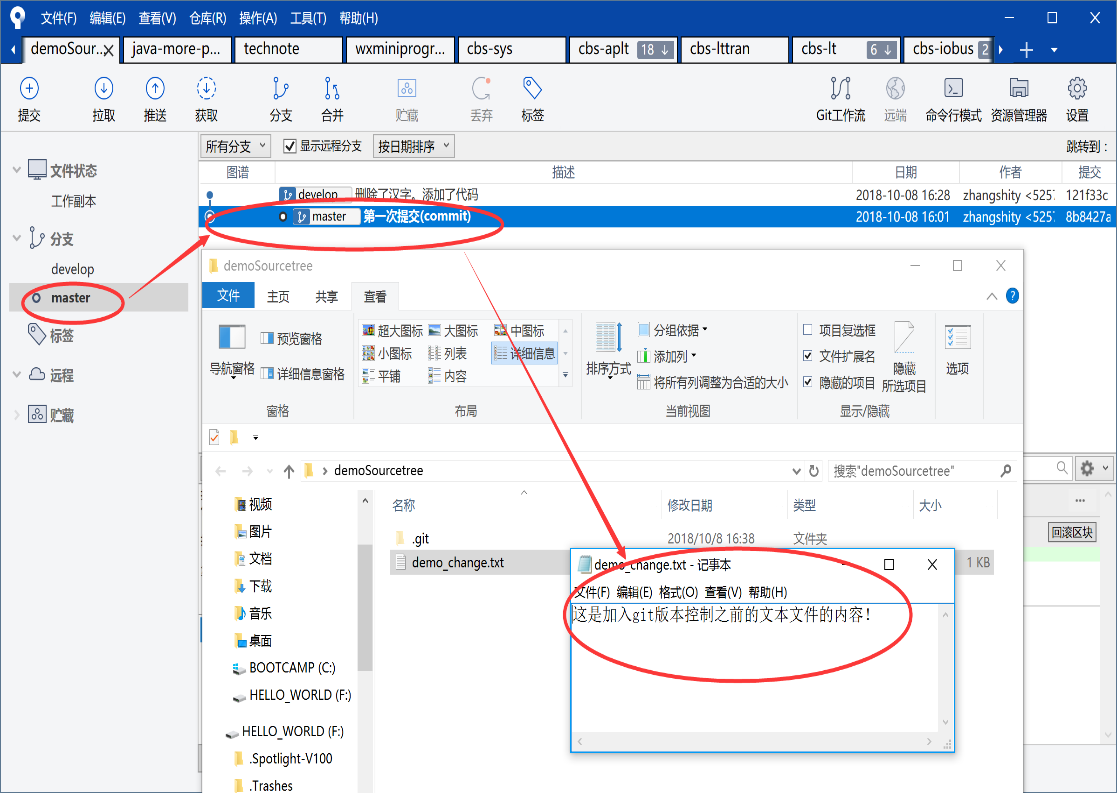 文件(F) 编辑(E) 查看(V) 仓库(R) 操作(A) 工具(T) 帮助(H)
demoSour... java-more-p... technote wxminiprogr... cbs-sys cbs-aplt 18 ↓ cbs-lttran cbs-lt 6 ↓ cbs-iobus 2
提交 拉取 推送 获取 分支 合并 贮藏 丢弃 标签 Git工作流 远端 命令行模式 资源管理器 设置
所有分支 显示远程分支 按日期排序 跳转到:
图谱 描述 日期 作者 提交
develop 删除了汉字。添加了代码 2018-10-08 16:28 zhangshity <525 121f33c
master 第一次提交(commit) 2018-10-08 16:01 zhangshity <525 8b8427a
文件状态
工作副本
分支
develop
master
标签
远程
贮藏
demoSourcetree
文件 主页 共享 查看
导航窗格
预览窗格
详细信息窗格
窗格
超大图标 大图标 中图标
小图标 列表 详细信息
平铺 内容
布局
排序方式
分组依据
添加列
将所有列调整为合适的大小
当前视图
项目复选框
文件扩展名
隐藏的项目
隐藏
所选项目
显示/隐藏
选项
demoSourcetree
搜索"demoSourcetree"
名称 修改日期 类型 大小
.git 2018/10/8 16:38 文件夹
demo_change.txt 1 KB
视频
图片
文档
下载
音乐
桌面
BOOTCAMP (C:)
HELLO_WORLD (F:)
HELLO_WORLD (F:)
.Spotlight-V100
.Trashes
回滚区块
demo_change.txt - 记事本
文件(F) 编辑(E) 格式(O) 查看(V) 帮助(H)
这是加入git版本控制之前的文本文件的内容！